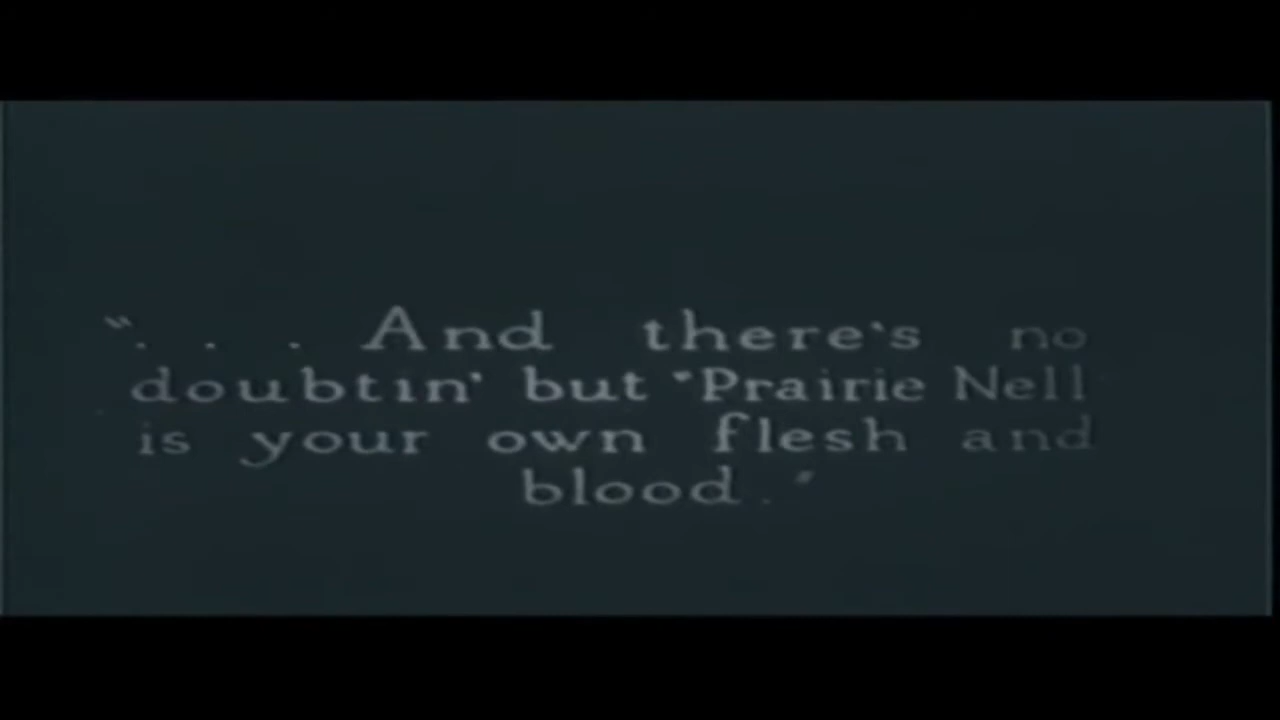 ". . . And there's no
doubtin' but "Prairie Nell"
is your own flesh and
blood."